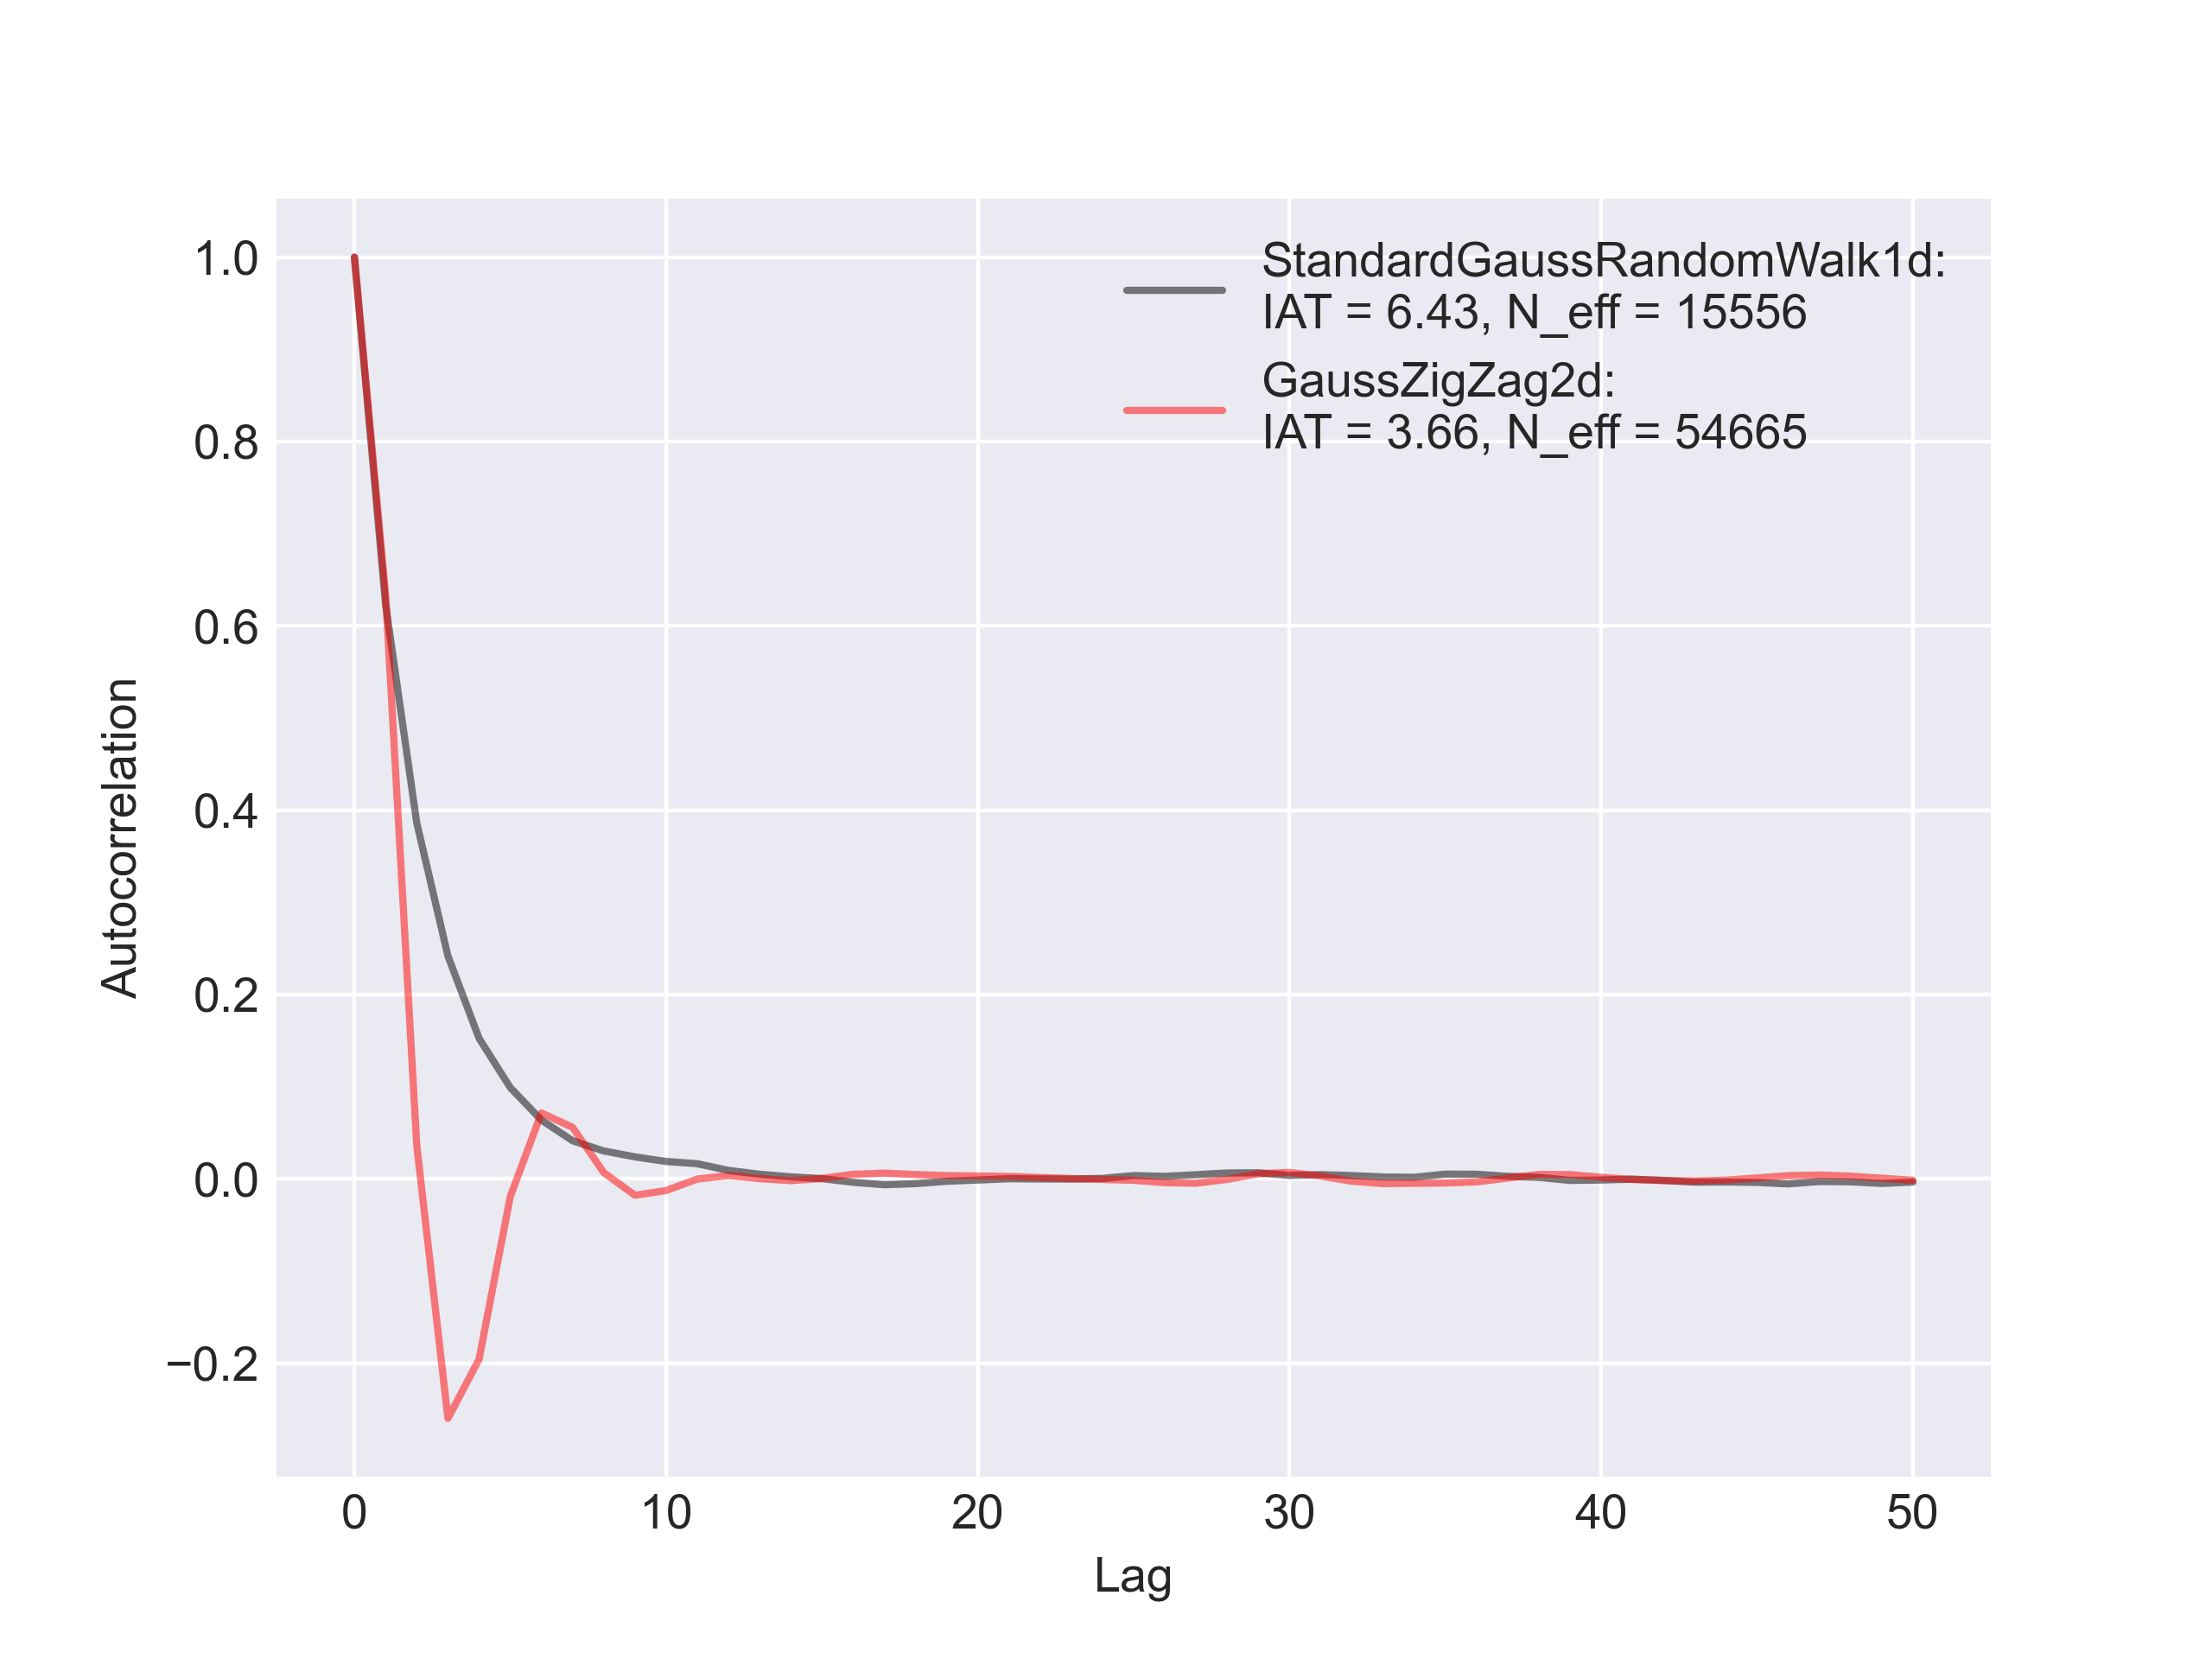 StandardGaussRandomWalk1d:
IAT = 6.43, N_eff = 15556
GaussZigZag2d:
IAT = 3.66, N_eff = 54665
1.0
0.8
0.6
0.4
0.2
0.0
−0.2
Autocorrelation
0 10 20 30 40 50
Lag